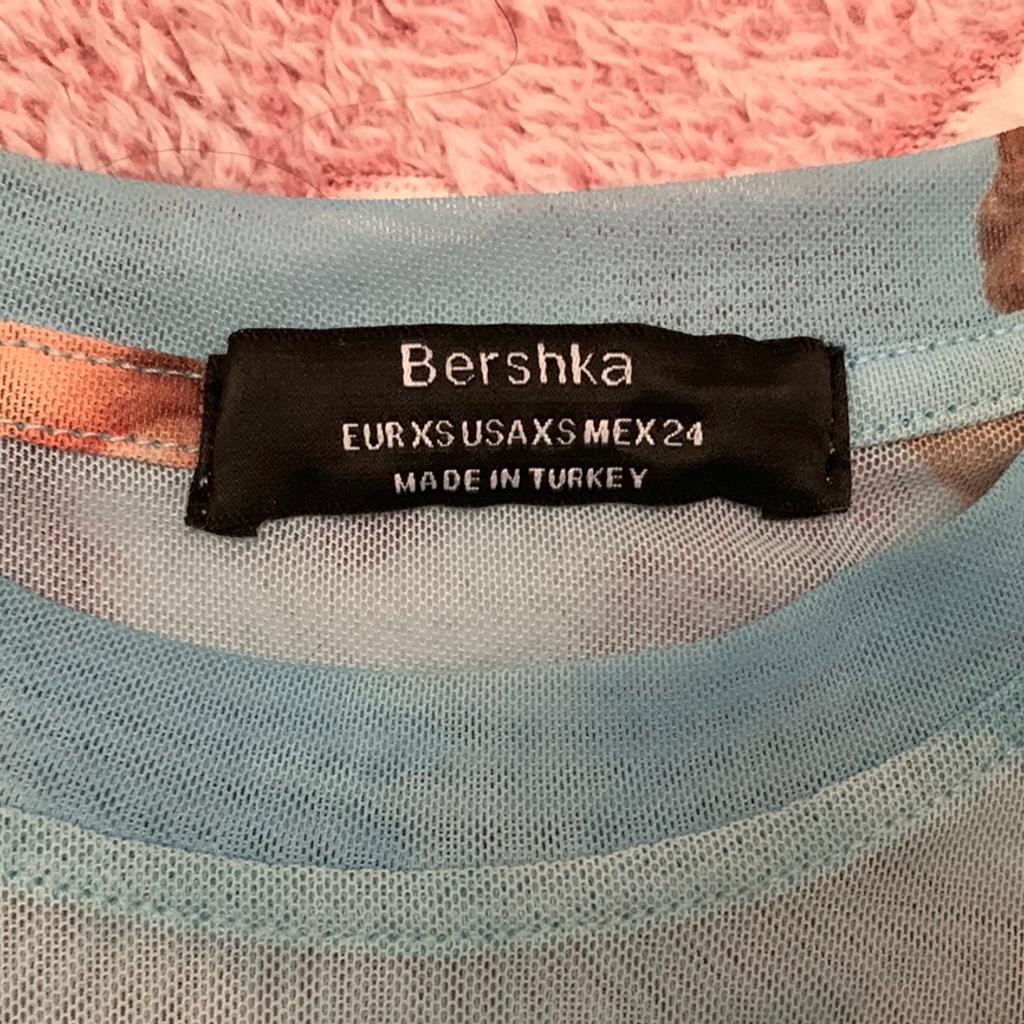 Bershka
EUR XS USA XS MEX 24
MADE IN TURKEY